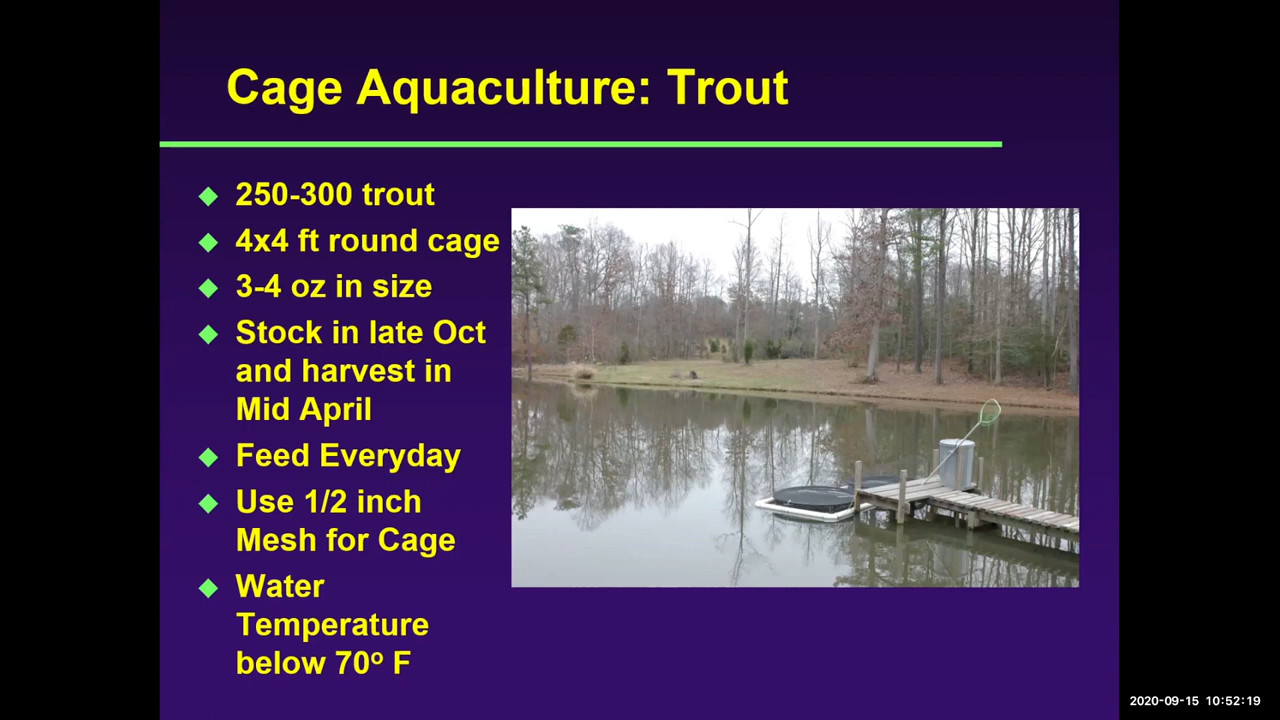 Cage Aquaculture: Trout
250-300 trout
4x4 ft round cage
3-4 oz in size
Stock in late Oct
and harvest in
Mid April
Feed Everyday
Use 1/2 inch
Mesh for Cage
Water
Temperature
below 70º F
2020-09-15 10:52:19